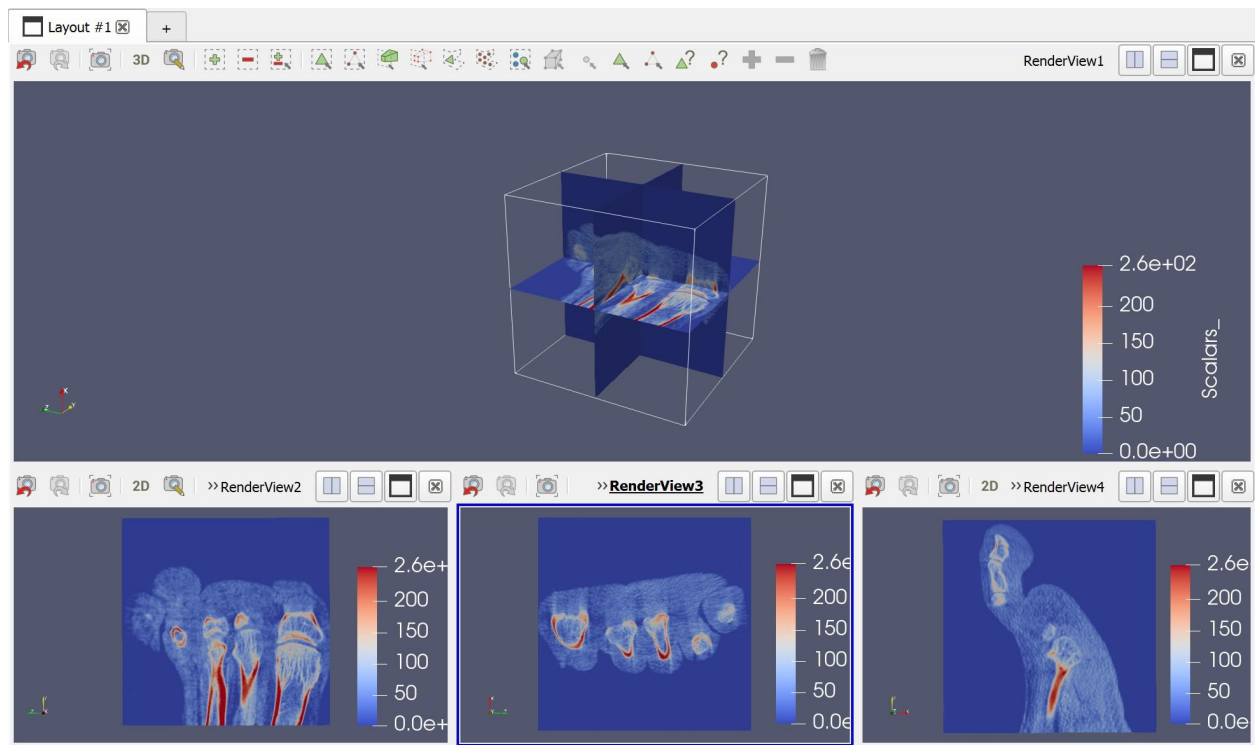 Layout #1
+
3D
RenderView1
2.6e+02
200
150
100
50
0.0e+00
Scalars_
X
Y
Z
2D
»RenderView2
»RenderView3
2D
»RenderView4
2.6e+
200
150
100
50
0.0e+
2.6e
200
150
100
50
0.0e
2.6e
200
150
100
50
0.0e